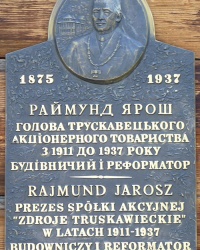 1875 1937
РАЙМУНД ЯРОШ
ГОЛОВА ТРУСКАВЕЦЬКОГО
АКЦІОНЕРНОГО ТОВАРИСТВА
З 1911 ДО 1937 РОКУ
БУДІВНИЧИЙ І РЕФОРМАТОР
RAJMUND JAROSZ
PREZES SPÓŁKI AKCYJNEJ
"ZDROJE TRUSKAWIECKIE"
W LATACH 1911-1937
BUDOWNICZY I REFORMATOR